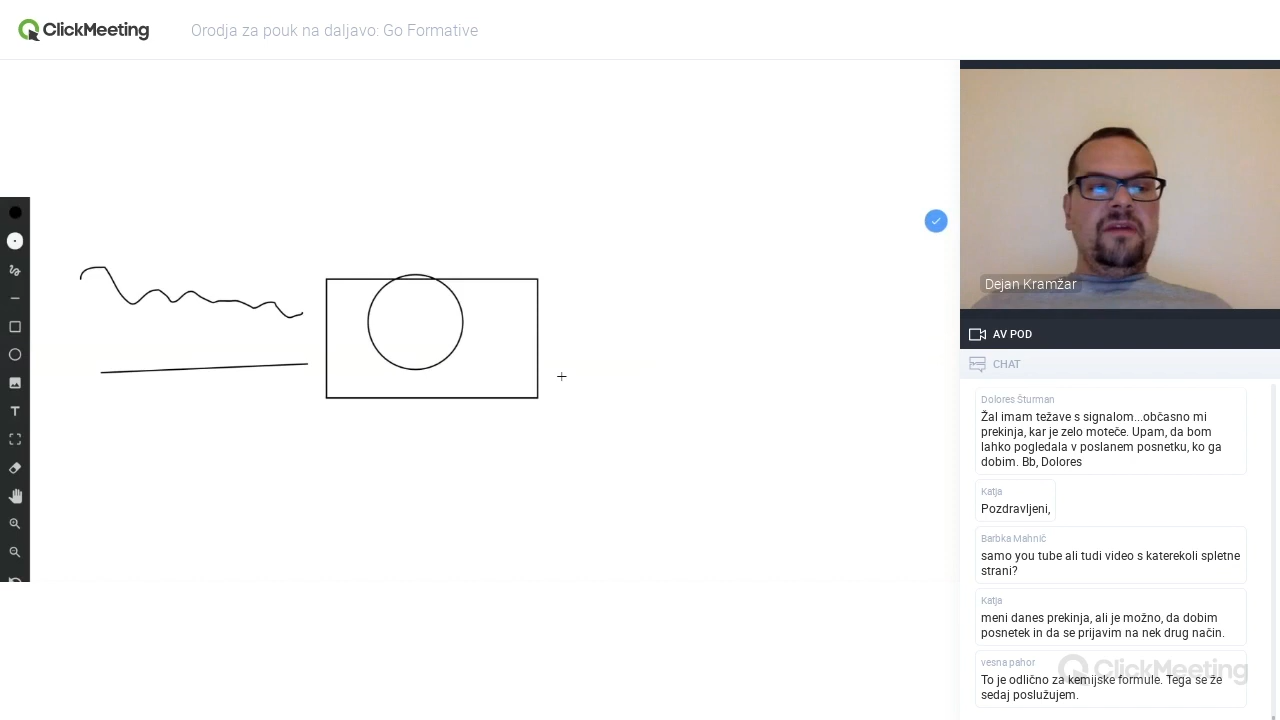 ClickMeeting
Orodja za pouk na daljavo: Go Formative
Dejan Kramžar
AV POD
CHAT
Dolores Šturman
Žal imam težave s signalom...občasno mi
prekinja, kar je zelo moteče. Upam, da bom
lahko pogledala v poslanem posnetku, ko ga
dobim. Bb, Dolores
Katja
Pozdravljeni,
Barbka Mahnič
samo you tube ali tudi video s katerekoli spletne
strani?
Katja
meni danes prekinja, ali je možno, da dobim
posnetek in da se prijavim na nek drug način.
vesna pahor
To je odlično za kemijske formule. Tega se že
sedaj poslužujem.
ClickMeeting